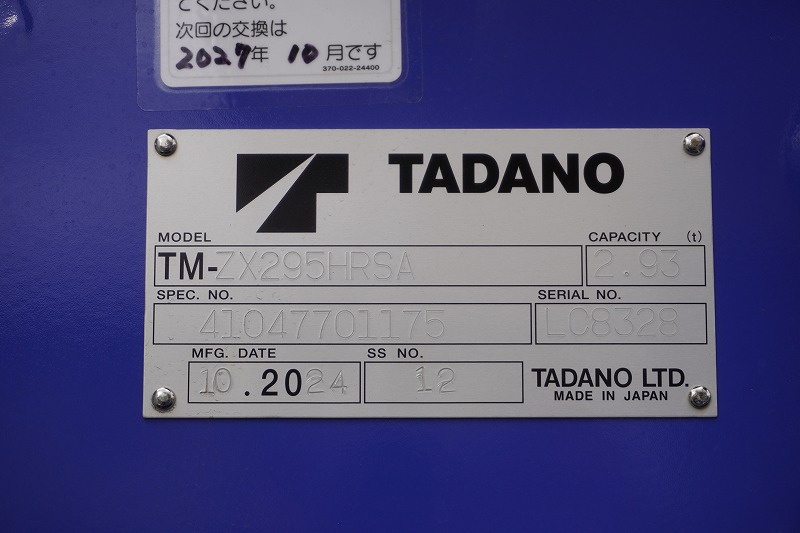 てください。
次回の交換は
2027年 10月です
370-022-24400
TADANO
MODEL
TM-ZX295HRSA
CAPACITY (t)
2.93
SPEC. NO.
41047701175
SERIAL NO.
LC8328
MFG. DATE
10.2024
SS NO.
12
TADANO LTD.
MADE IN JAPAN